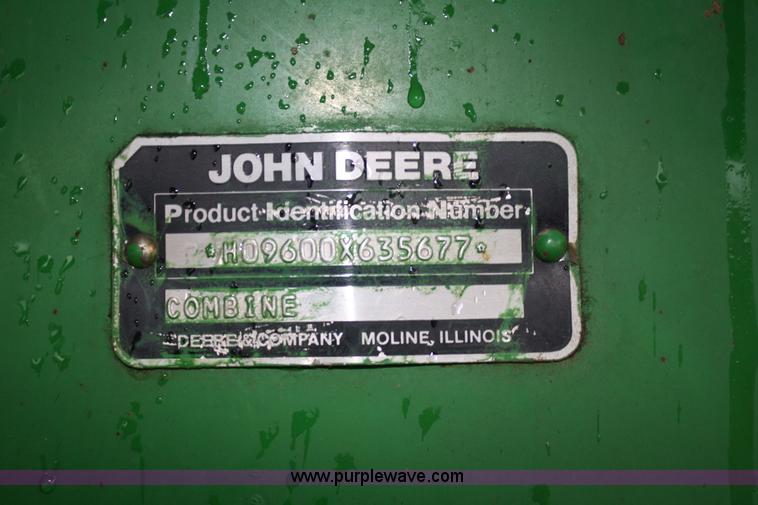 JOHN DEERE
Product Identification Number
*H09600X635677*
COMBINE
DEERE & COMPANY MOLINE, ILLINOIS
www.purplewave.com